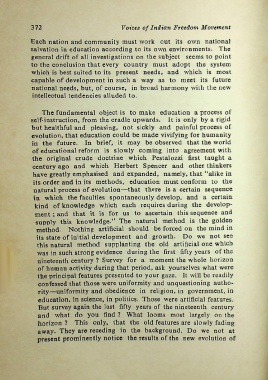 372 Voices of Indian Freedom Movement
Each nation and community must work out its own national
salvation in education according to its own environments. The
general drift of all investigations on the subject seems to point
to the conclusion that every country must adopt the system
which is best suited to its present needs, and which is most
capable of development in such a way as to meet its future
national needs, but, of course, in broad harmony with the new
intellectual tendencies alluded to.
The fundamental object is to make education a process of
self-instruction, from the cradle upwards. It is only by a rigid
but healthful and pleasing, not sickly and painful process of
evolution, that education could be made vivifying for humanity
in the future. In brief, it may be observed that the world
of educational reform is slowly coming into agreement with
the original crude doctrine which Pestalozzi first taught a
century ago and which Herbert Spencer and other thinkers
have greatly emphasised and expanded, namely, that "alike in
its order and in its methods, education must conform to the
natural process of evolution—that there is a certain sequence
in which the faculties spontaneously develop, and a certain
kind of knowledge which each requires during the develop-
ment; and that it is for us to ascertain this sequence and
supply this knowledge." The natural method is the golden
method. Nothing artificial should be forced on the mind in
its state of initial development and growth. Do we not see
this natural method supplanting the old artificial one which
was in such strong evidence during the first fifty years of the
nineteenth century? Survey for a moment the whole horizon
of human activity during that period, ask yourselves what were
the principal features presented to your gaze. It will be readily
confessed that those were uniformity and unquestioning autho-
rity—uniformity and obedience in religion, in government, in
education, in science, in politics. Those were artificial features.
But survey again the last fifty years of the nineteenth century
and what do you find? What looms most largely on the
horizon? This only, that the old features are slowly fading
away. They are receding in the background. Do we not at
present prominently notice the results of the new evolution of